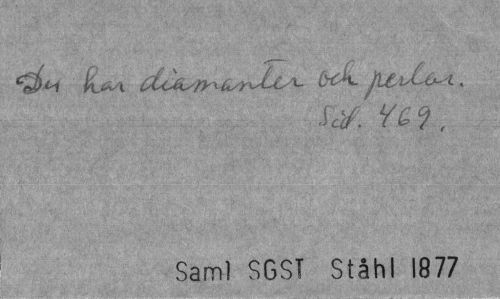 Du har diamanter och perlor.
Sid. 469.
Saml SGST Ståhl 1877